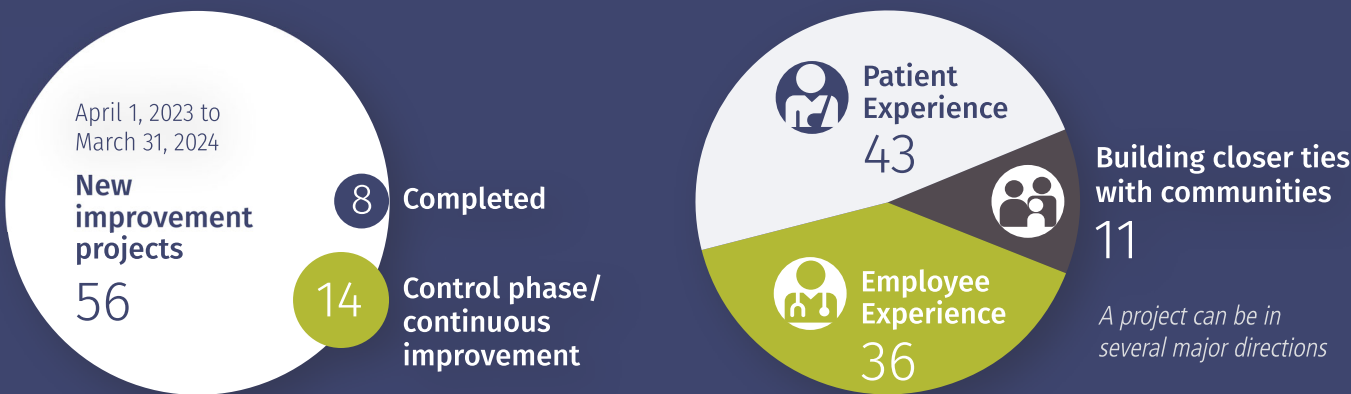 April 1, 2023 to
March 31, 2024
New
improvement
projects
56
8
Completed
14
Control phase/
continuous
improvement
Patient
Experience
43
Building closer ties
with communities
11
Employee
Experience
36
A project can be in
several major directions